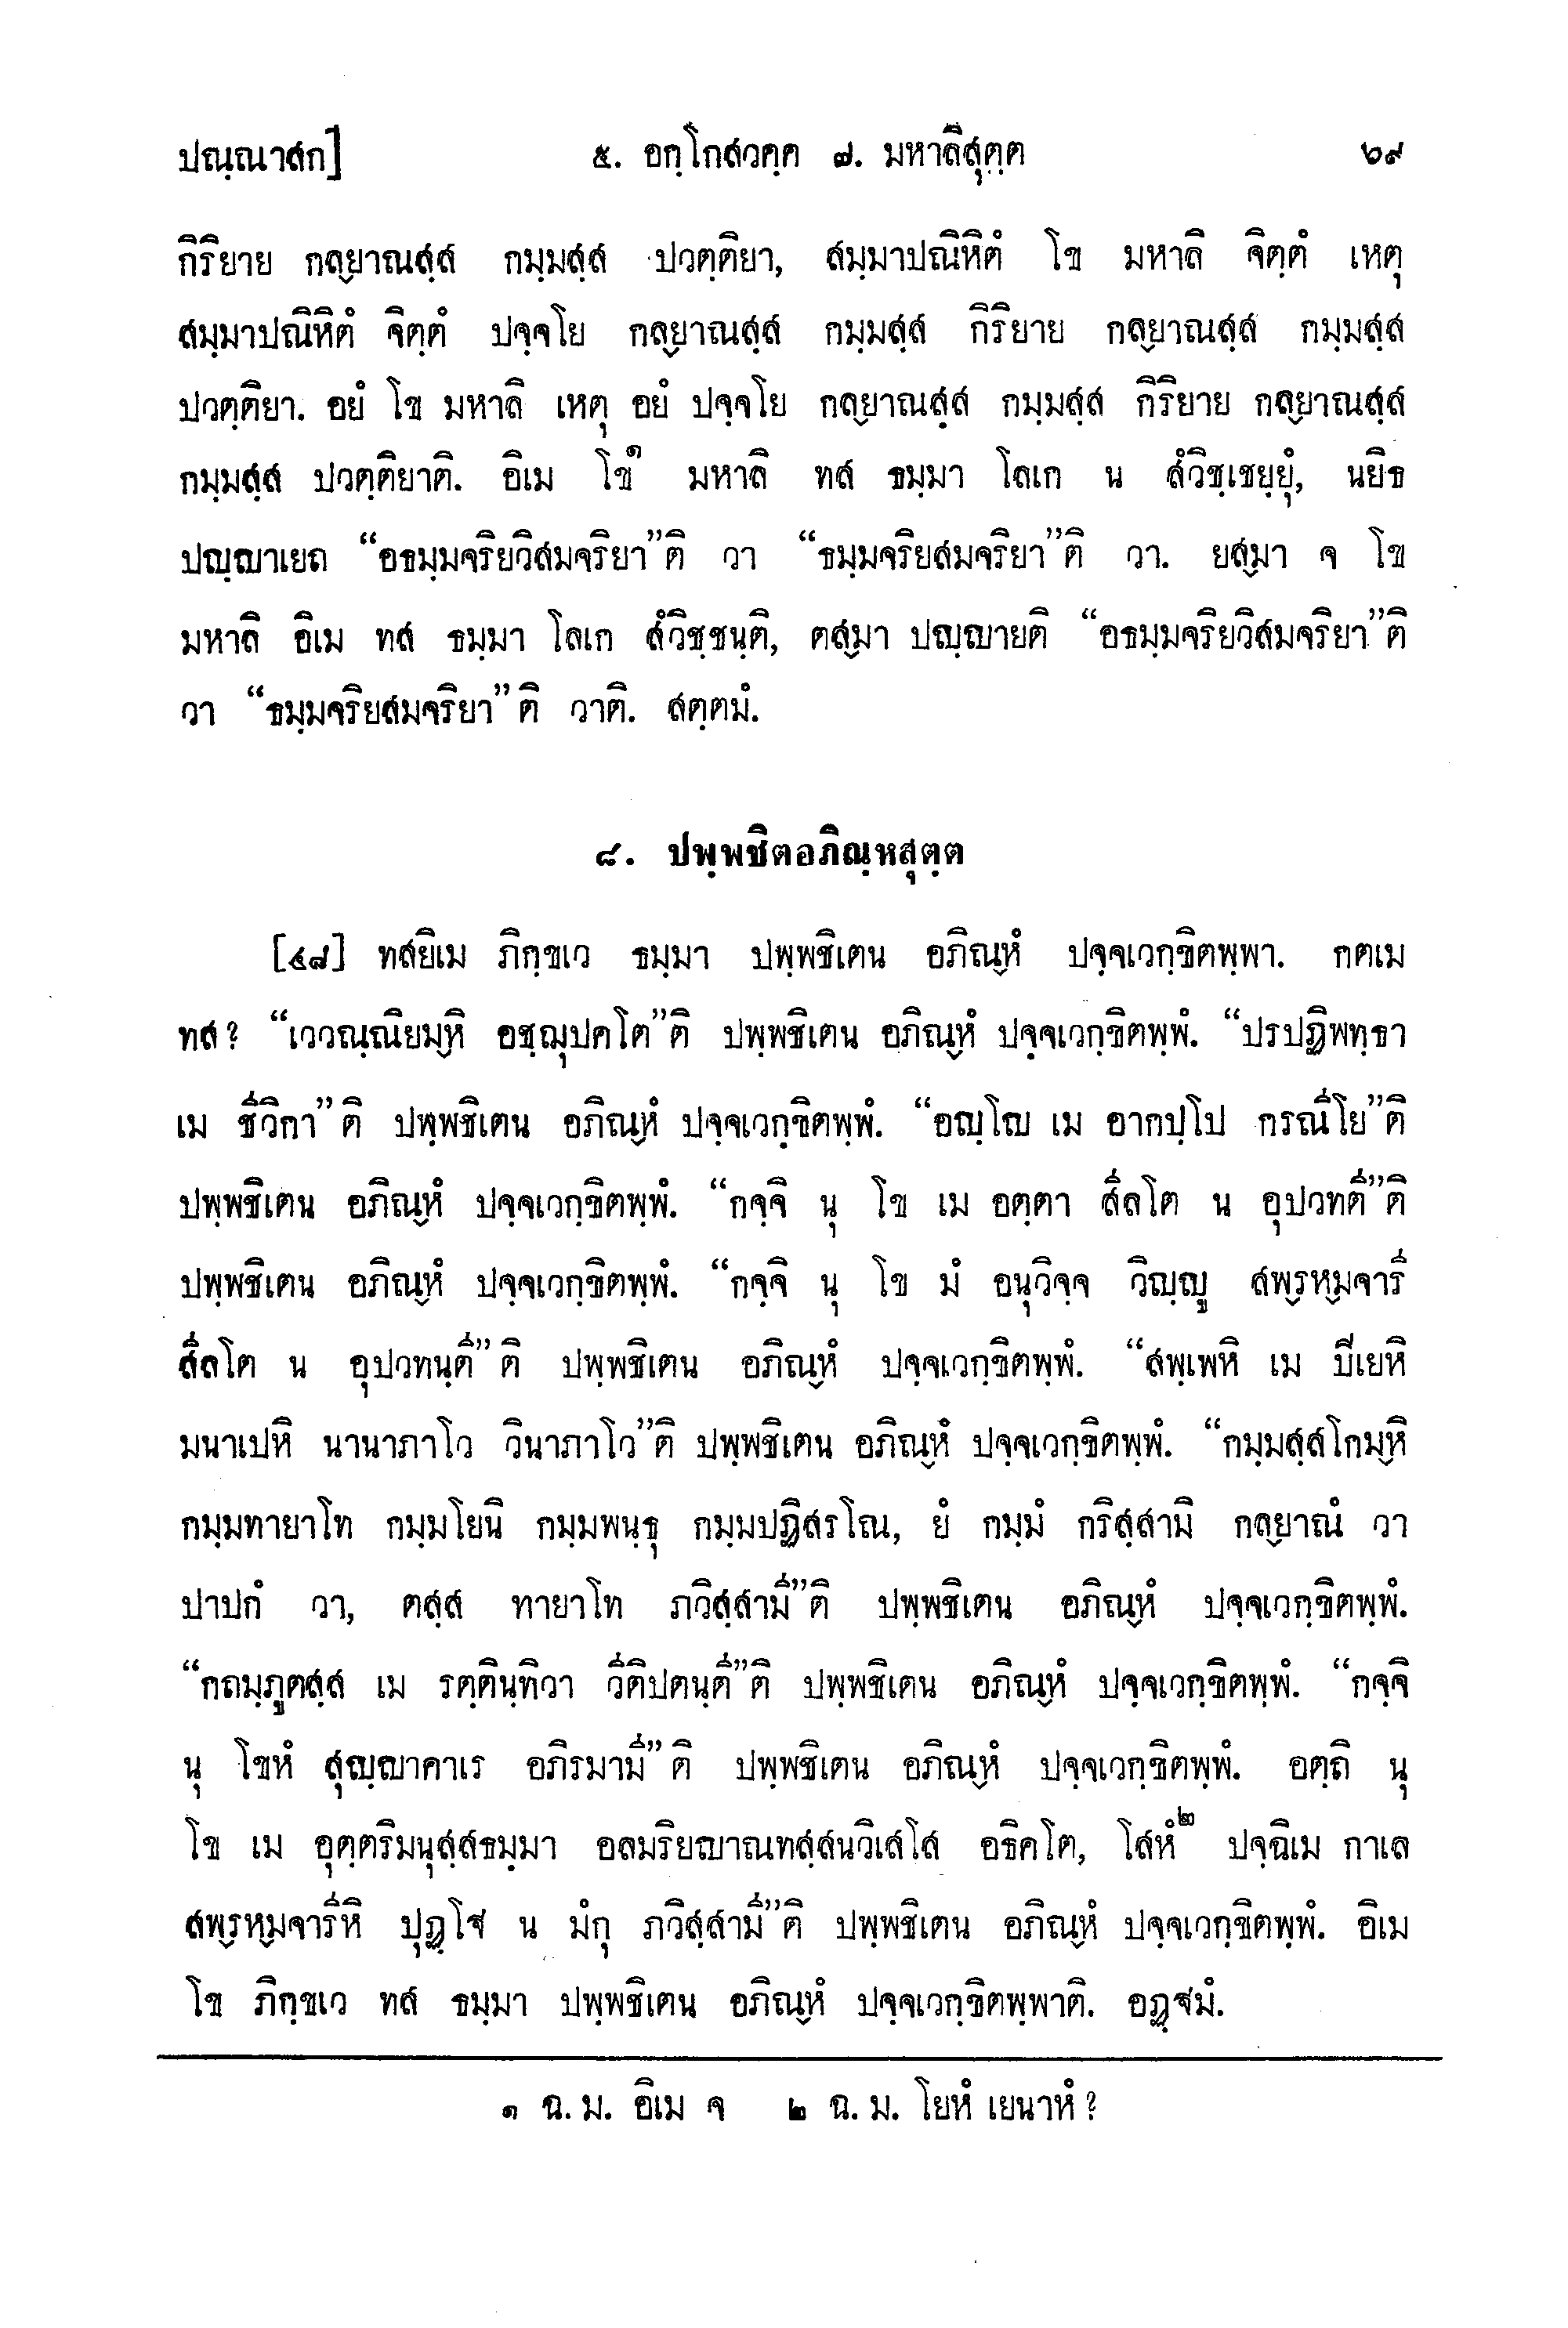 ปณฺณาสก]  ๕. อกฺโกสวคฺค ๗. มหาลิสุตฺต  ๖๙
กิริยาย กลฺยาณสฺส กมฺมสฺส ปวตฺติยา, สมฺมาปณิหิตํ โข มหาลิ จิตฺตํ เหตุ
สมฺมาปณิหิตํ จิตฺตํ ปจฺจโย กลฺยาณสฺส กมฺมสฺส กิริยาย กลฺยาณสฺส กมฺมสฺส
ปวตฺติยา. อยํ โข มหาลิ เหตุ อยํ ปจฺจโย กลฺยาณสฺส กมฺมสฺส กิริยาย กลฺยาณสฺส
กมฺมสฺส ปวตฺติยาติ. อิเม โข๑ มหาลิ ทส ธมฺมา โลเก น สํวิชฺเชยฺยุํ, นยิธ
ปญฺญาเยถ “อธมฺมจริยวิสมจริยา”ติ วา “ธมฺมจริยสมจริยา”ติ วา. ยสฺมา จ โข
มหาลิ อิเม ทส ธมฺมา โลเก สํวิชฺชนฺติ, ตสฺมา ปญฺญายติ “อธมฺมจริยวิสมจริยา”ติ
วา “ธมฺมจริยสมจริยา”ติ วาติ. สตฺตมํ.
๘. ปพฺพชิตอภิณฺหสุตฺต
[๔๘] ทสยิเม ภิกฺขเว ธมฺมา ปพฺพชิเตน อภิณฺหํ ปจฺจเวกฺขิตพฺพา. กตเม
ทส? “เววณฺณิยมฺหิ อชฺฌุปคโต”ติ ปพฺพชิเตน อภิณฺหํ ปจฺจเวกฺขิตพฺพํ. “ปรปฏิพทฺธา
เม ชีวิกา”ติ ปพฺพชิเตน อภิณฺหํ ปจฺจเวกฺขิตพฺพํ. “อญฺโญ เม อากปฺโป กรณีโย”ติ
ปพฺพชิเตน อภิณฺหํ ปจฺจเวกฺขิตพฺพํ. “กจฺจิ นุ โข เม อตฺตา สีลโต น อุปวทตี”ติ
ปพฺพชิเตน อภิณฺหํ ปจฺจเวกฺขิตพฺพํ. “กจฺจิ นุ โข มํ อนุวิจฺจ วิญฺญู สพฺรหฺมจารี
สีลโต น อุปวทนฺตี”ติ ปพฺพชิเตน อภิณฺหํ ปจฺจเวกฺขิตพฺพํ. “สพฺเพหิ เม ปิเยหิ
มนาเปหิ นานาภาโว วินาภาโว”ติ ปพฺพชิเตน อภิณฺหํ ปจฺจเวกฺขิตพฺพํ. “กมฺมสฺสโกมฺหิ
กมฺมทายาโท กมฺมโยนิ กมฺมพนฺธุ กมฺมปฏิสรโณ, ยํ กมฺมํ กริสฺสามิ กลฺยาณํ วา
ปาปกํ วา, ตสฺส ทายาโท ภวิสฺสามี”ติ ปพฺพชิเตน อภิณฺหํ ปจฺจเวกฺขิตพฺพํ.
“กถมฺภูตสฺส เม รตฺตินฺทิวา วีติปตนฺตี”ติ ปพฺพชิเตน อภิณฺหํ ปจฺจเวกฺขิตพฺพํ. “กจฺจิ
นุ โขหํ สุญฺญาคาเร อภิรมามี”ติ ปพฺพชิเตน อภิณฺหํ ปจฺจเวกฺขิตพฺพํ. อตฺถิ นุ
โข เม อุตฺตริมนุสฺสธมฺมา อลมริยญาณทสฺสนวิเสโส อธิคโต, โสหํ๒ ปจฺฉิเม กาเล
สพฺรหฺมจารีหิ ปุฏฺโฐ น มํกุ ภวิสฺสามี”ติ ปพฺพชิเตน อภิณฺหํ ปจฺจเวกฺขิตพฺพํ. อิเม
โข ภิกฺขเว ทส ธมฺมา ปพฺพชิเตน อภิณฺหํ ปจฺจเวกฺขิตพฺพาติ. อฏฺฐมํ.
๑ ฉ. ม. อิเม จ  ๒ ฉ. ม. โยหํ เยนาหํ?